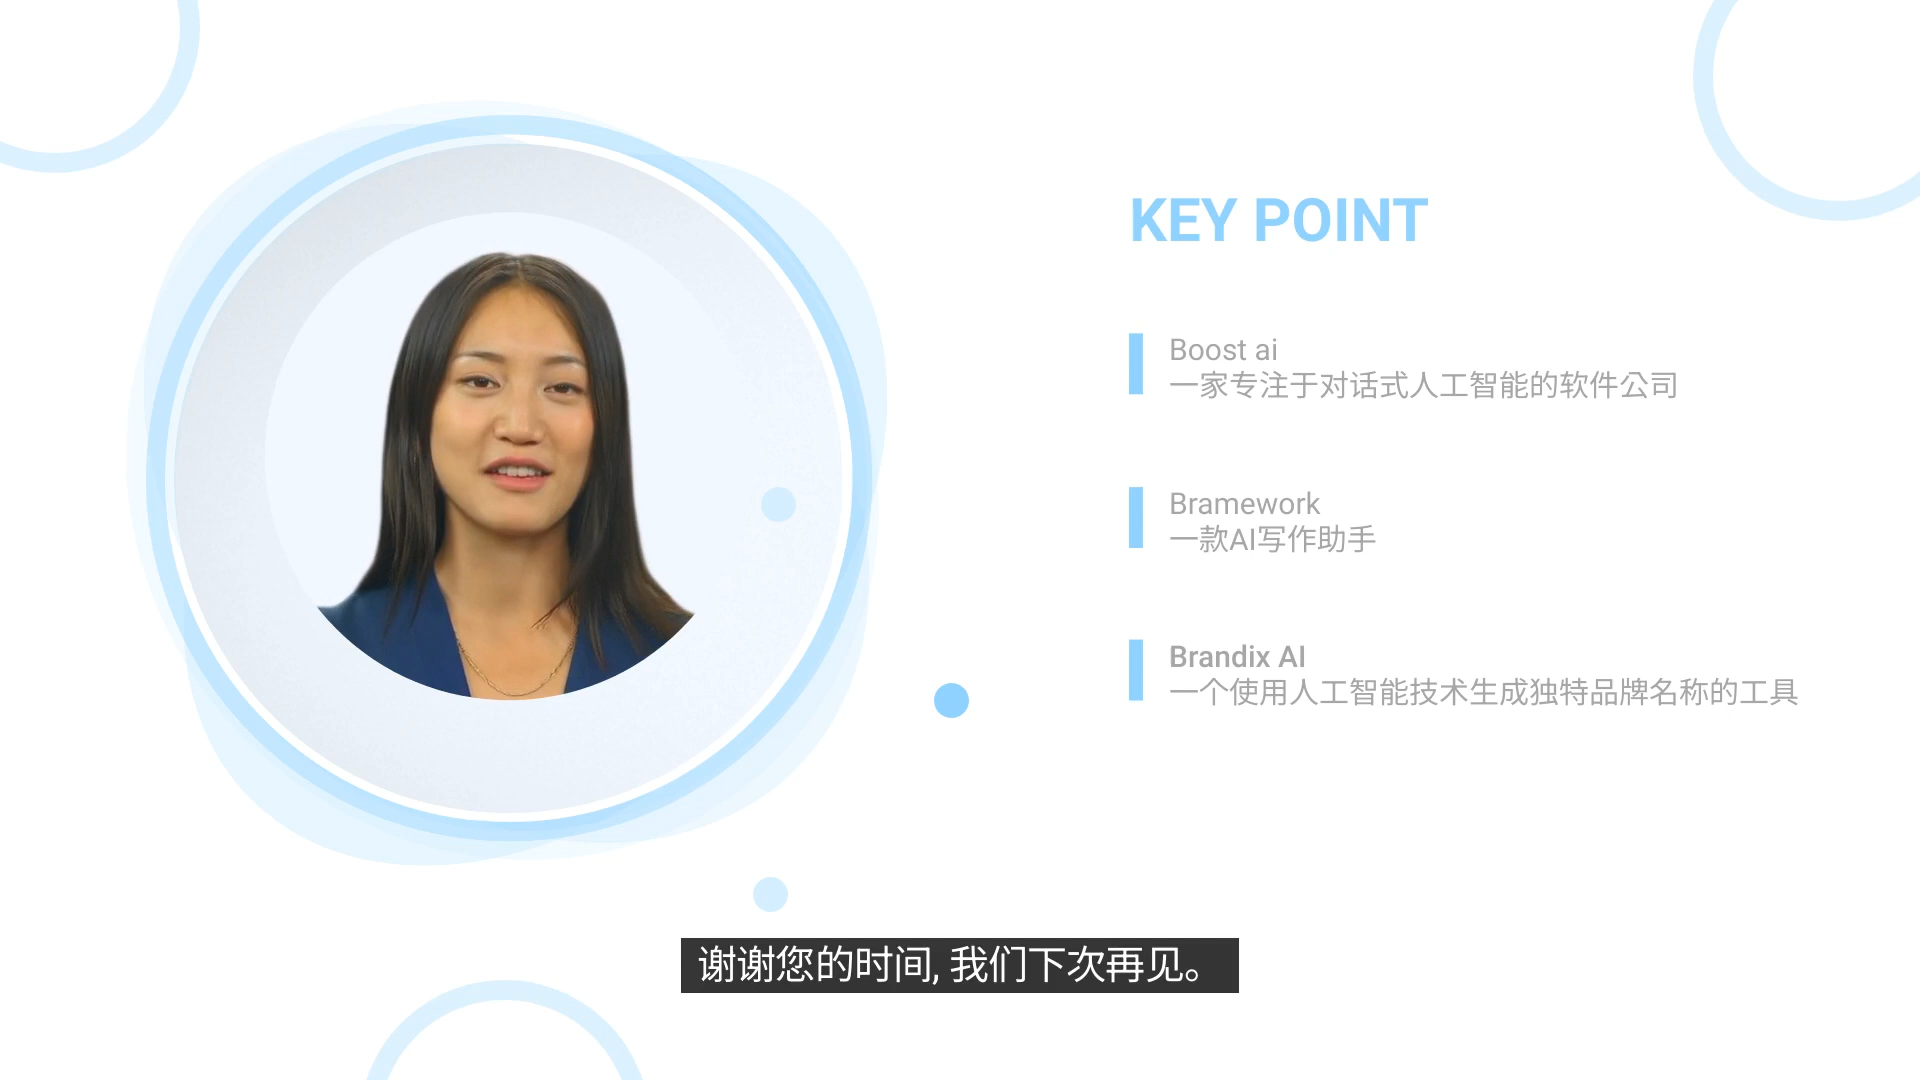 KEY POINT
Boost ai
一家专注于对话式人工智能的软件公司
Bramework
一款AI写作助手
Brandix AI
一个使用人工智能技术生成独特品牌名称的工具
谢谢您的时间, 我们下次再见。